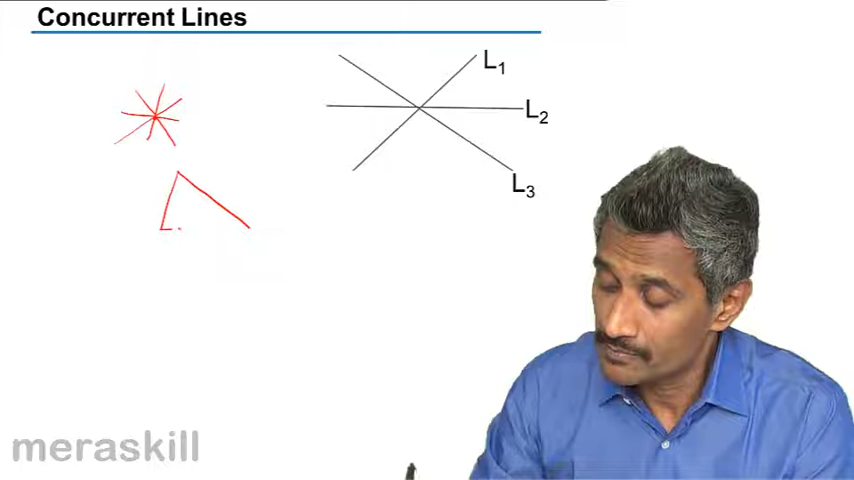 Concurrent Lines
L₁
L₂
L₃
meraskill